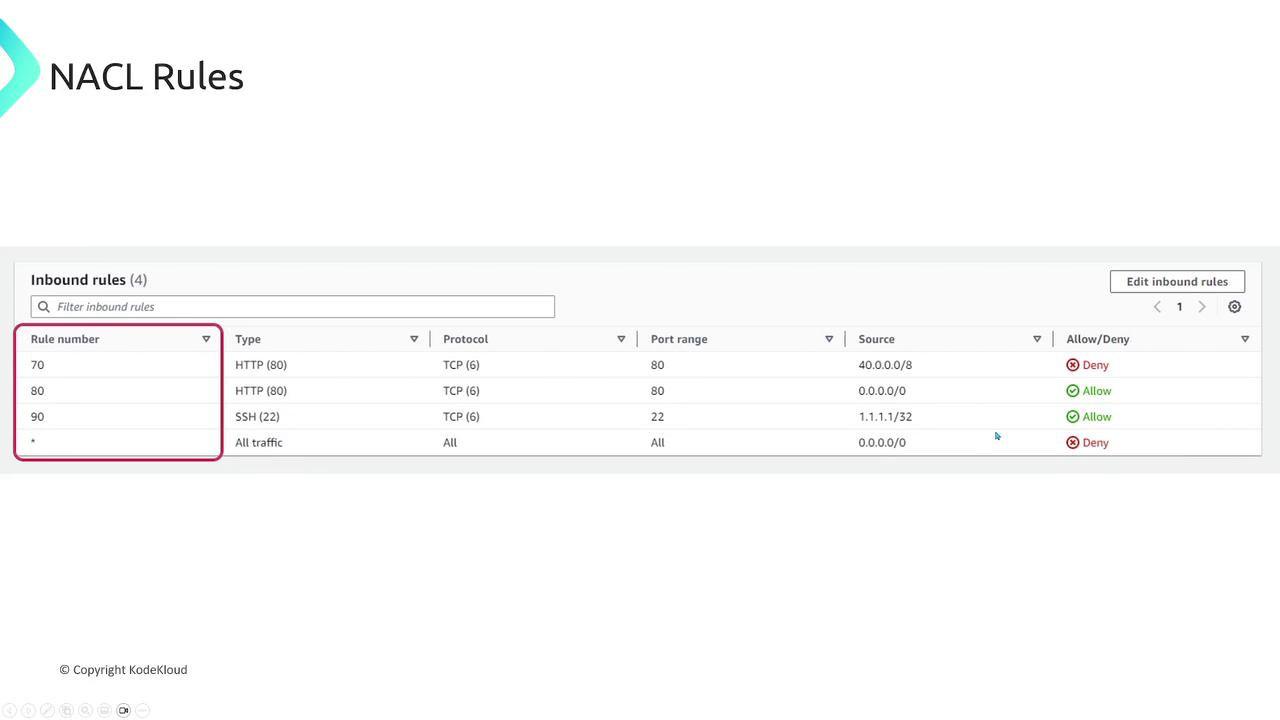 NACL Rules
Inbound rules (4)
Edit inbound rules
Filter inbound rules
1
Rule number Type Protocol Port range Source Allow/Deny
70 HTTP (80) TCP (6) 80 40.0.0.0/8 Deny
80 HTTP (80) TCP (6) 80 0.0.0.0/0 Allow
90 SSH (22) TCP (6) 22 1.1.1.1/32 Allow
* All traffic All All 0.0.0.0/0 Deny
© Copyright KodeKloud